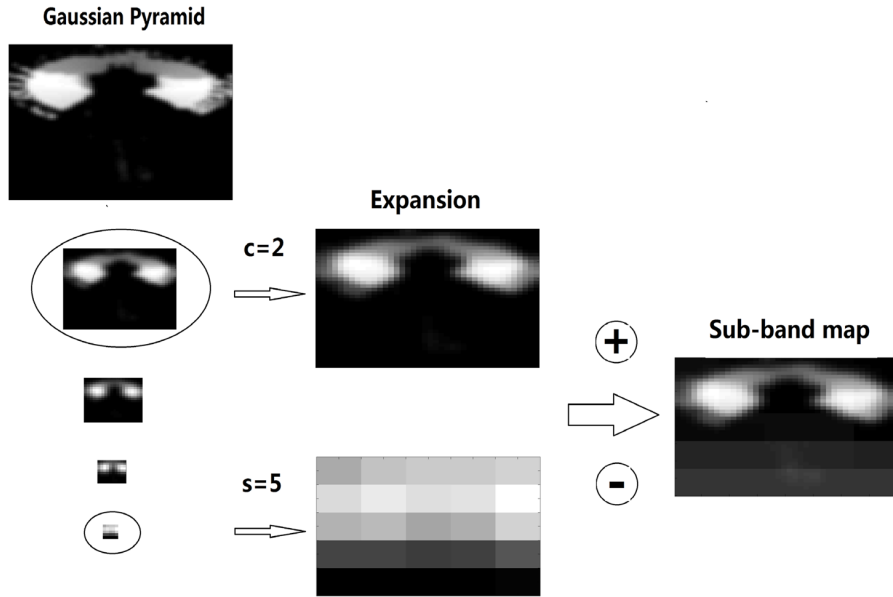 Gaussian Pyramid
Expansion
c=2
Sub-band map
+
s=5
-